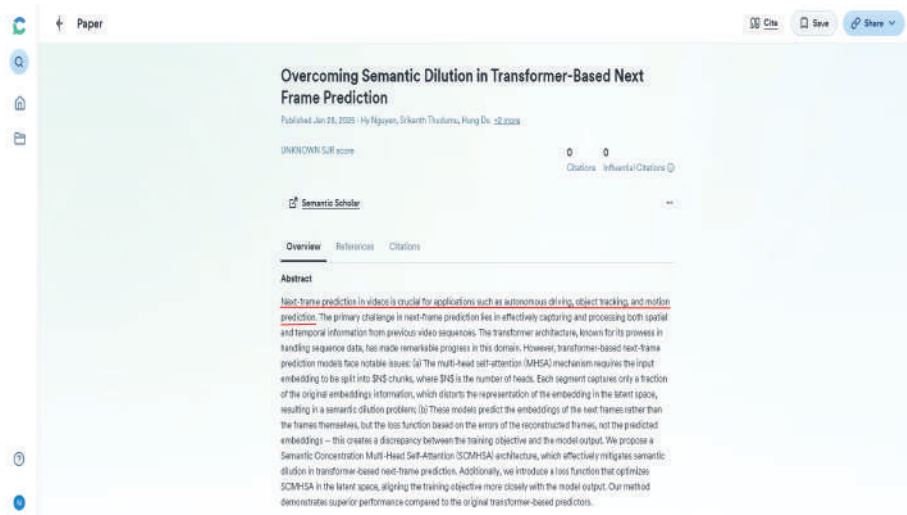 Paper
Cite
Save
Share
Overcoming Semantic Dilution in Transformer-Based Next
Frame Prediction
Published Jan 28, 2025 · Hy Nguyen, Srikanth Thudumu, Hung Du, +2 more
UNKNOWN SJR score
0 0
Citations Influential Citations
Semantic Scholar
Overview References Citations
Abstract
Next-frame prediction in videos is crucial for applications such as autonomous driving, object tracking, and motion
prediction. The primary challenge in next-frame prediction lies in effectively capturing and processing both spatial
and temporal information from previous video sequences. The transformer architecture, known for its prowess in
handling sequence data, has made remarkable progress in this domain. However, transformer-based next-frame
prediction models face notable issues: (a) The multi-head self-attention (MHSA) mechanism requires the input
embedding to be split into $N$ chunks, where $N$ is the number of heads. Each segment captures only a fraction
of the original embeddings information, which distorts the representation of the embedding in the latent space,
resulting in a semantic dilution problem; (b) These models predict the embeddings of the next frames rather than
the frames themselves, but the loss function based on the errors of the reconstructed frames, not the predicted
embeddings -- this creates a discrepancy between the training objective and the model output. We propose a
Semantic Concentration Multi-Head Self-Attention (SCMHSA) architecture, which effectively mitigates semantic
dilution in transformer-based next-frame prediction. Additionally, we introduce a loss function that optimizes
SCMHSA in the latent space, aligning the training objective more closely with the model output. Our method
demonstrates superior performance compared to the original transformer-based predictors.